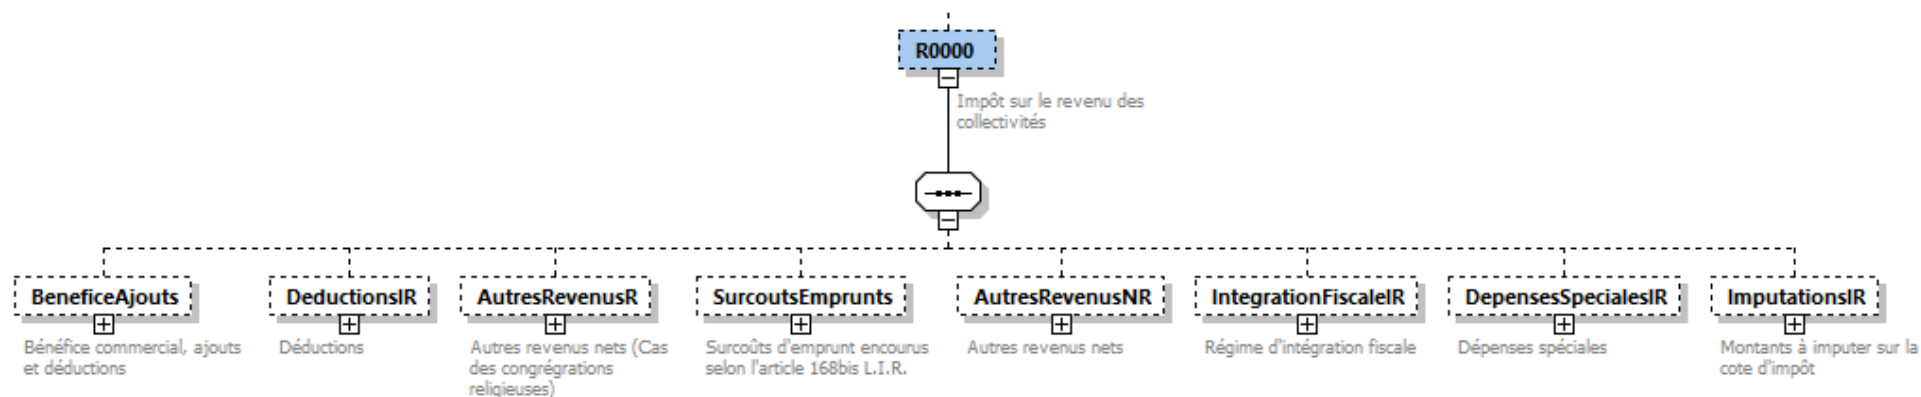 R0000
Impôt sur le revenu des
collectivités
BeneficeAjouts
Bénéfice commercial, ajouts
et déductions
DeductionsIR
Déductions
AutresRevenusR
Autres revenus nets (Cas
des congrégrations
religieuses)
SurcoutsEmprunts
Surcoûts d'emprunt encourus
selon l'article 168bis L.I.R.
AutresRevenusNR
Autres revenus nets
IntegrationFiscaleIR
Régime d'intégration fiscale
DepensesSpecialesIR
Dépenses spéciales
ImputationsIR
Montants à imputer sur la
cote d'impôt